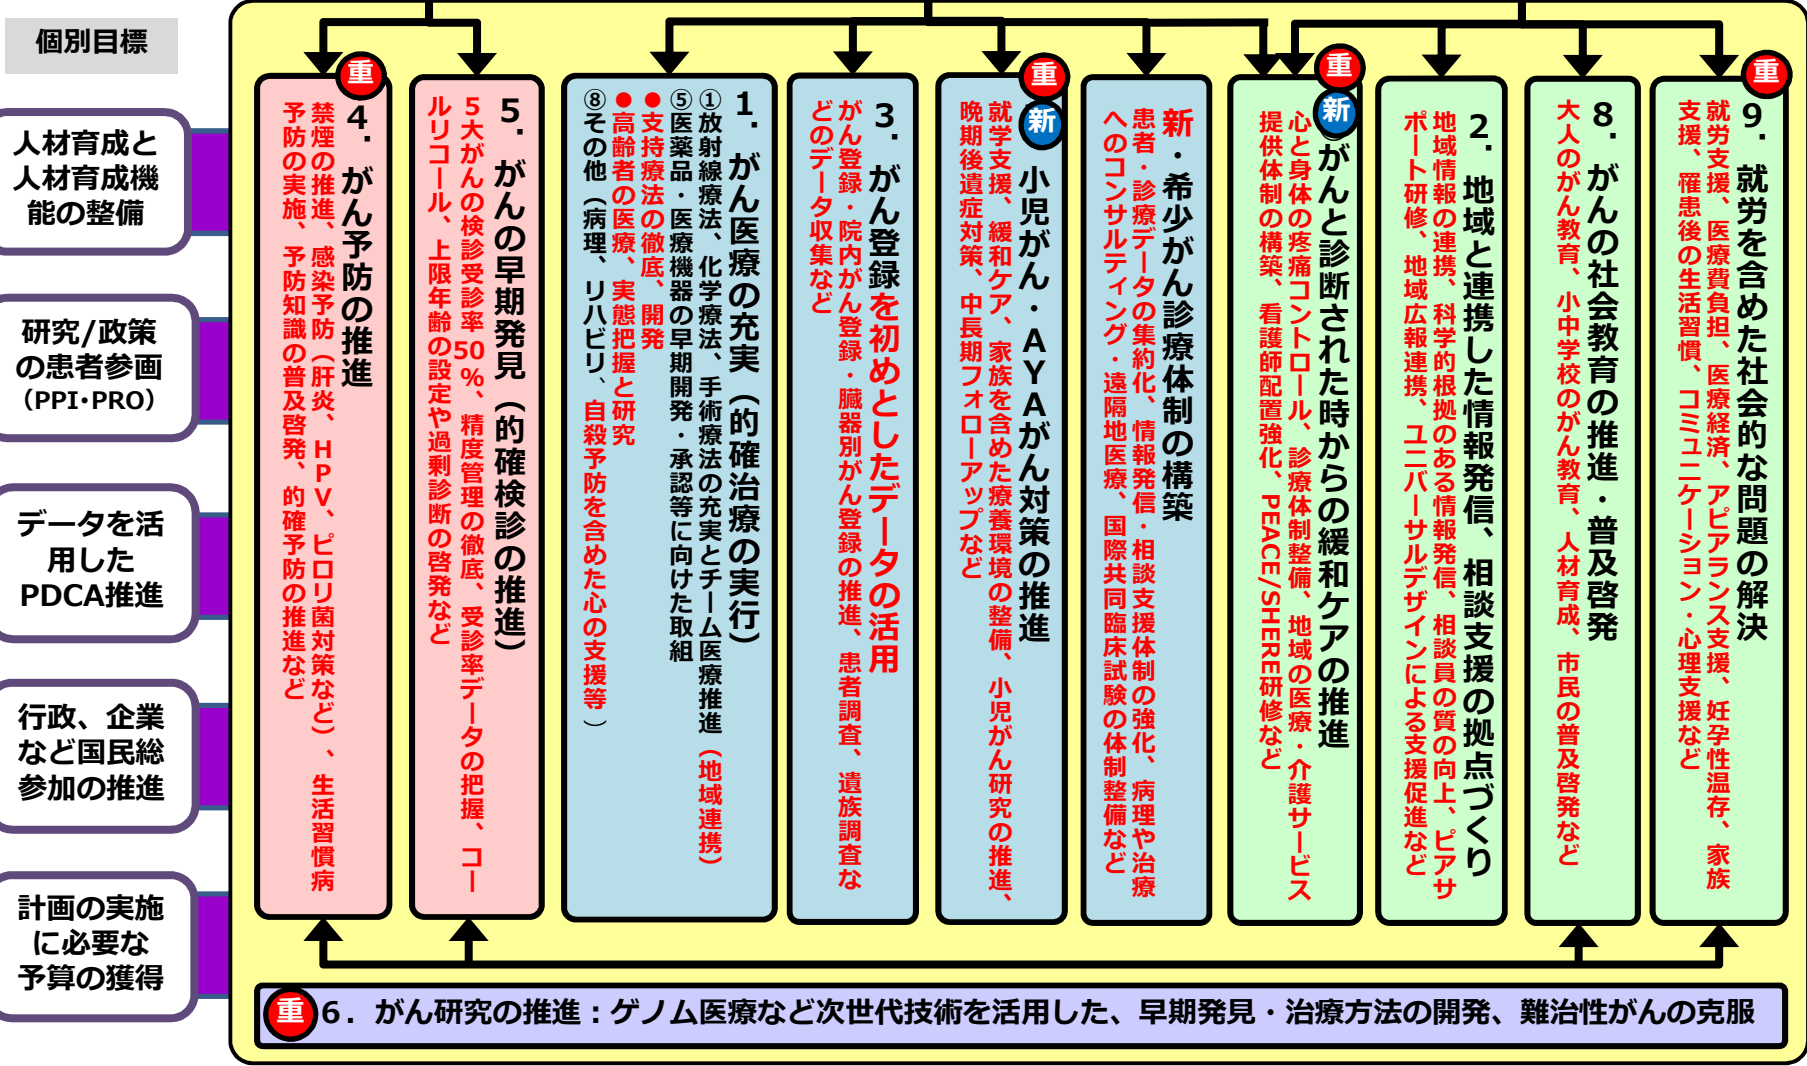 個別目標
人材育成と
人材育成機
能の整備
研究/政策
の患者参画
（PPI・PRO）
データを活
用した
PDCA推進
行政、企業
など国民総
参加の推進
計画の実施
に必要な
予算の獲得
重
４．がん予防の推進
禁煙の推進、感染予防（肝炎、ＨＰＶ、ピロリ菌対策など）、生活習慣病
予防の実施、予防知識の普及啓発、的確予防の推進など
５．がんの早期発見（的確検診の推進）
５大がんの検診受診率50%、精度管理の徹底、受診率データの把握、コー
ルリコール、上限年齢の設定や過剰診断の啓発など
１．がん医療の充実（的確治療の実行）
①放射線療法、化学療法、手術療法の充実とチーム医療推進（地域連携）
⑤医薬品・医療機器の早期開発・承認等に向けた取組
●支持療法の徹底、開発
●高齢者の医療、実態把握と研究
⑧その他（病理、リハビリ、自殺予防を含めた心の支援等）
３．がん登録を初めとしたデータの活用
がん登録・院内がん登録・臓器別がん登録の推進、患者調査、遺族調査な
どのデータ収集など
重
新
小児がん・ＡＹＡがん対策の推進
就学支援、緩和ケア、家族を含めた療養環境の整備、小児がん研究の推進、
晩期後遺症対策、中長期フォローアップなど
新・希少がん診療体制の構築
患者・診療データの集約化、情報発信・相談支援体制の強化、病理や治療
へのコンサルティング・遠隔地医療、国際共同臨床試験の体制整備など
重
新
がんと診断された時からの緩和ケアの推進
心と身体の疼痛コントロール、診療体制整備、地域の医療・介護サービス
提供体制の構築、看護師配置強化、PEACE/SHERE研修など
２．地域と連携した情報発信、相談支援の拠点づくり
地域情報の連携、科学的根拠のある情報発信、相談員の質の向上、ピアサ
ポート研修、地域広報連携、ユニバーサルデザインによる支援促進など
８．がんの社会教育の推進・普及啓発
大人のがん教育、小中学校のがん教育、人材育成、市民の普及啓発など
重
９．就労を含めた社会的な問題の解決
就労支援、医療費負担、医療経済、アピアランス支援、妊孕性温存、家族
支援、罹患後の生活習慣、コミュニケーション・心理支援など
重
６．がん研究の推進：ゲノム医療など次世代技術を活用した、早期発見・治療方法の開発、難治性がんの克服